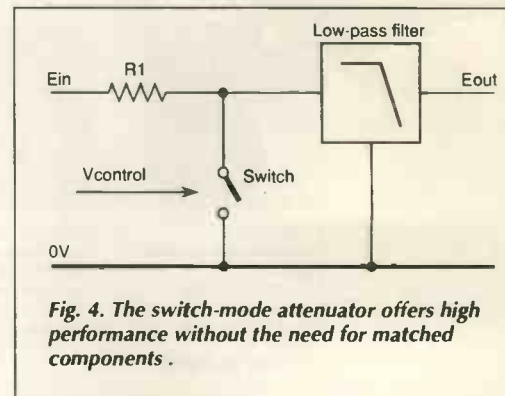 Low-pass filter
Ein
R1
Eout
Vcontrol
Switch
0V
Fig. 4. The switch-mode attenuator offers high
performance without the need for matched
components .